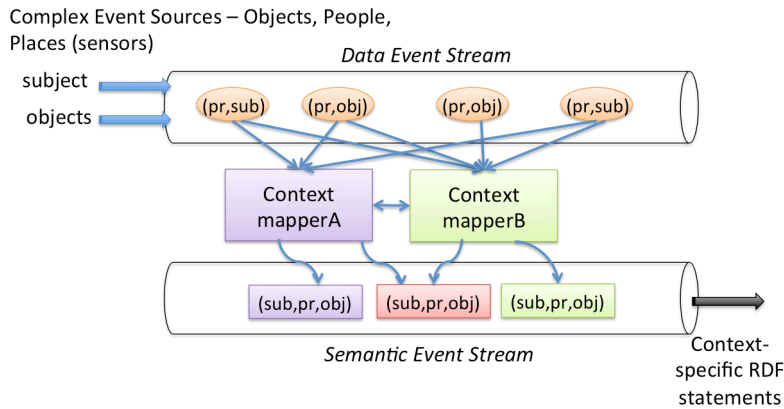 Complex Event Sources – Objects, People,
Places (sensors)
Data Event Stream
subject
objects
(pr,sub)
(pr,obj)
(pr,obj)
(pr,sub)
Context
mapperA
Context
mapperB
(sub,pr,obj)
(sub,pr,obj)
(sub,pr,obj)
Semantic Event Stream
Context-
specific RDF
statements